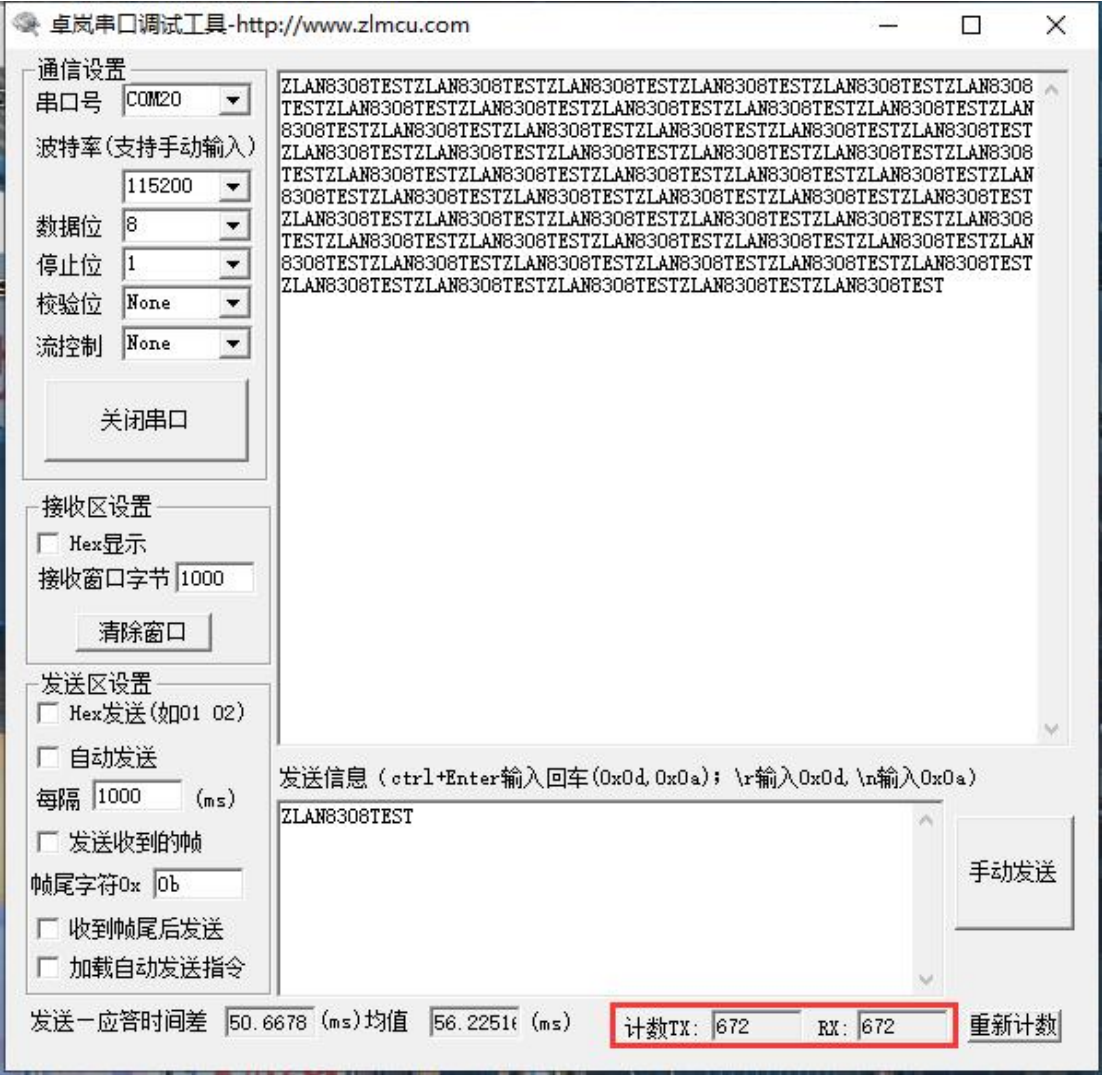 卓岚串口调试工具-http://www.zlmcu.com
通信设置
串口号 COM20
波特率(支持手动输入)
115200
数据位 8
停止位 1
校验位 None
流控制 None
关闭串口
接收区设置
Hex显示
接收窗口字节 1000
清除窗口
发送区设置
Hex发送(如01 02)
自动发送
每隔 1000 (ms)
发送收到的帧
帧尾字符0x 0b
收到帧尾后发送
加载自动发送指令
ZLAN8308TESTZLAN8308TESTZLAN8308TESTZLAN8308TESTZLAN8308TESTZLAN8308
TESTZLAN8308TESTZLAN8308TESTZLAN8308TESTZLAN8308TESTZLAN8308TESTZLAN
8308TESTZLAN8308TESTZLAN8308TESTZLAN8308TESTZLAN8308TESTZLAN8308TEST
ZLAN8308TESTZLAN8308TESTZLAN8308TESTZLAN8308TESTZLAN8308TESTZLAN8308
TESTZLAN8308TESTZLAN8308TESTZLAN8308TESTZLAN8308TESTZLAN8308TESTZLAN
8308TESTZLAN8308TESTZLAN8308TESTZLAN8308TESTZLAN8308TESTZLAN8308TEST
ZLAN8308TESTZLAN8308TESTZLAN8308TESTZLAN8308TESTZLAN8308TESTZLAN8308
TESTZLAN8308TESTZLAN8308TESTZLAN8308TESTZLAN8308TESTZLAN8308TESTZLAN
8308TESTZLAN8308TESTZLAN8308TESTZLAN8308TESTZLAN8308TESTZLAN8308TEST
ZLAN8308TESTZLAN8308TESTZLAN8308TESTZLAN8308TESTZLAN8308TEST
发送信息（ctrl+Enter输入回车(0x0d,0x0a)；\r输入0x0d,\n输入0x0a）
ZLAN8308TEST
手动发送
发送一应答时间差 50.6678 (ms)均值 56.2251 (ms) 计数TX: 672 RX: 672 重新计数